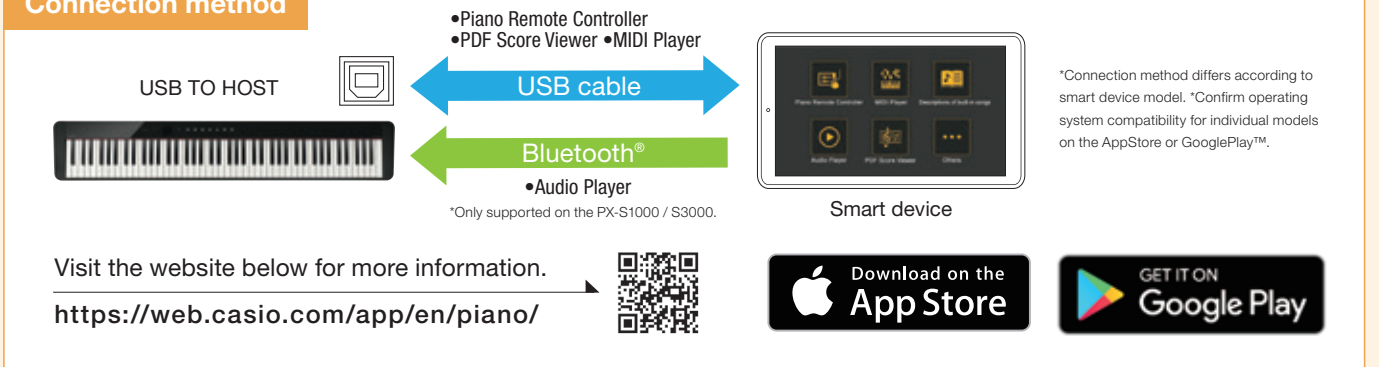 Connection method
•Piano Remote Controller
•PDF Score Viewer •MIDI Player
USB TO HOST
USB cable
Bluetooth®
•Audio Player
*Only supported on the PX-S1000 / S3000.
Piano Remote Controller
MIDI Player
Descriptions of built-in songs
Audio Player
PDF Score Viewer
Others
Smart device
*Connection method differs according to
smart device model. *Confirm operating
system compatibility for individual models
on the AppStore or GooglePlay™.
Visit the website below for more information.
https://web.casio.com/app/en/piano/
Download on the
App Store
GET IT ON
Google Play